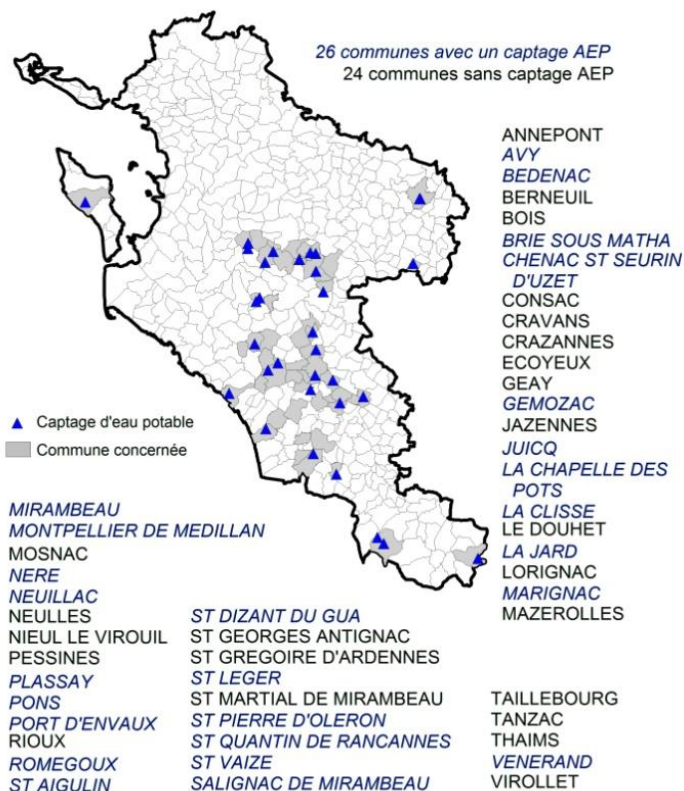 26 communes avec un captage AEP
24 communes sans captage AEP
ANNEPONT
AVY
BEDENAC
BERNEUIL
BOIS
BRIE SOUS MATHA
CHENAC ST SEURIN
D'UZET
CONSAC
CRAVANS
CRAZANNES
ECOYEUX
GEAY
GEMOZAC
JAZENNES
JUICQ
LA CHAPELLE DES
POTS
LA CLISSE
LE DOUHET
LA JARD
LORIGNAC
MARIGNAC
MAZEROLLES
Captage d'eau potable
Commune concernée
MIRAMBEAU
MONTPELLIER DE MEDILLAN
MOSNAC
NERE
NEUILLAC
NEULLES
NIEUL LE VIROUIL
PESSINES
PLASSAY
PONS
PORT D'ENVAUX
RIOUX
ROMEGOUX
ST AIGULIN
ST DIZANT DU GUA
ST GEORGES ANTIGNAC
ST GREGOIRE D'ARDENNES
ST LEGER
ST MARTIAL DE MIRAMBEAU
ST PIERRE D'OLERON
ST QUANTIN DE RANCANNES
ST VAIZE
SALIGNAC DE MIRAMBEAU
TAILLEBOURG
TANZAC
THAIMS
VENERAND
VIROLLET